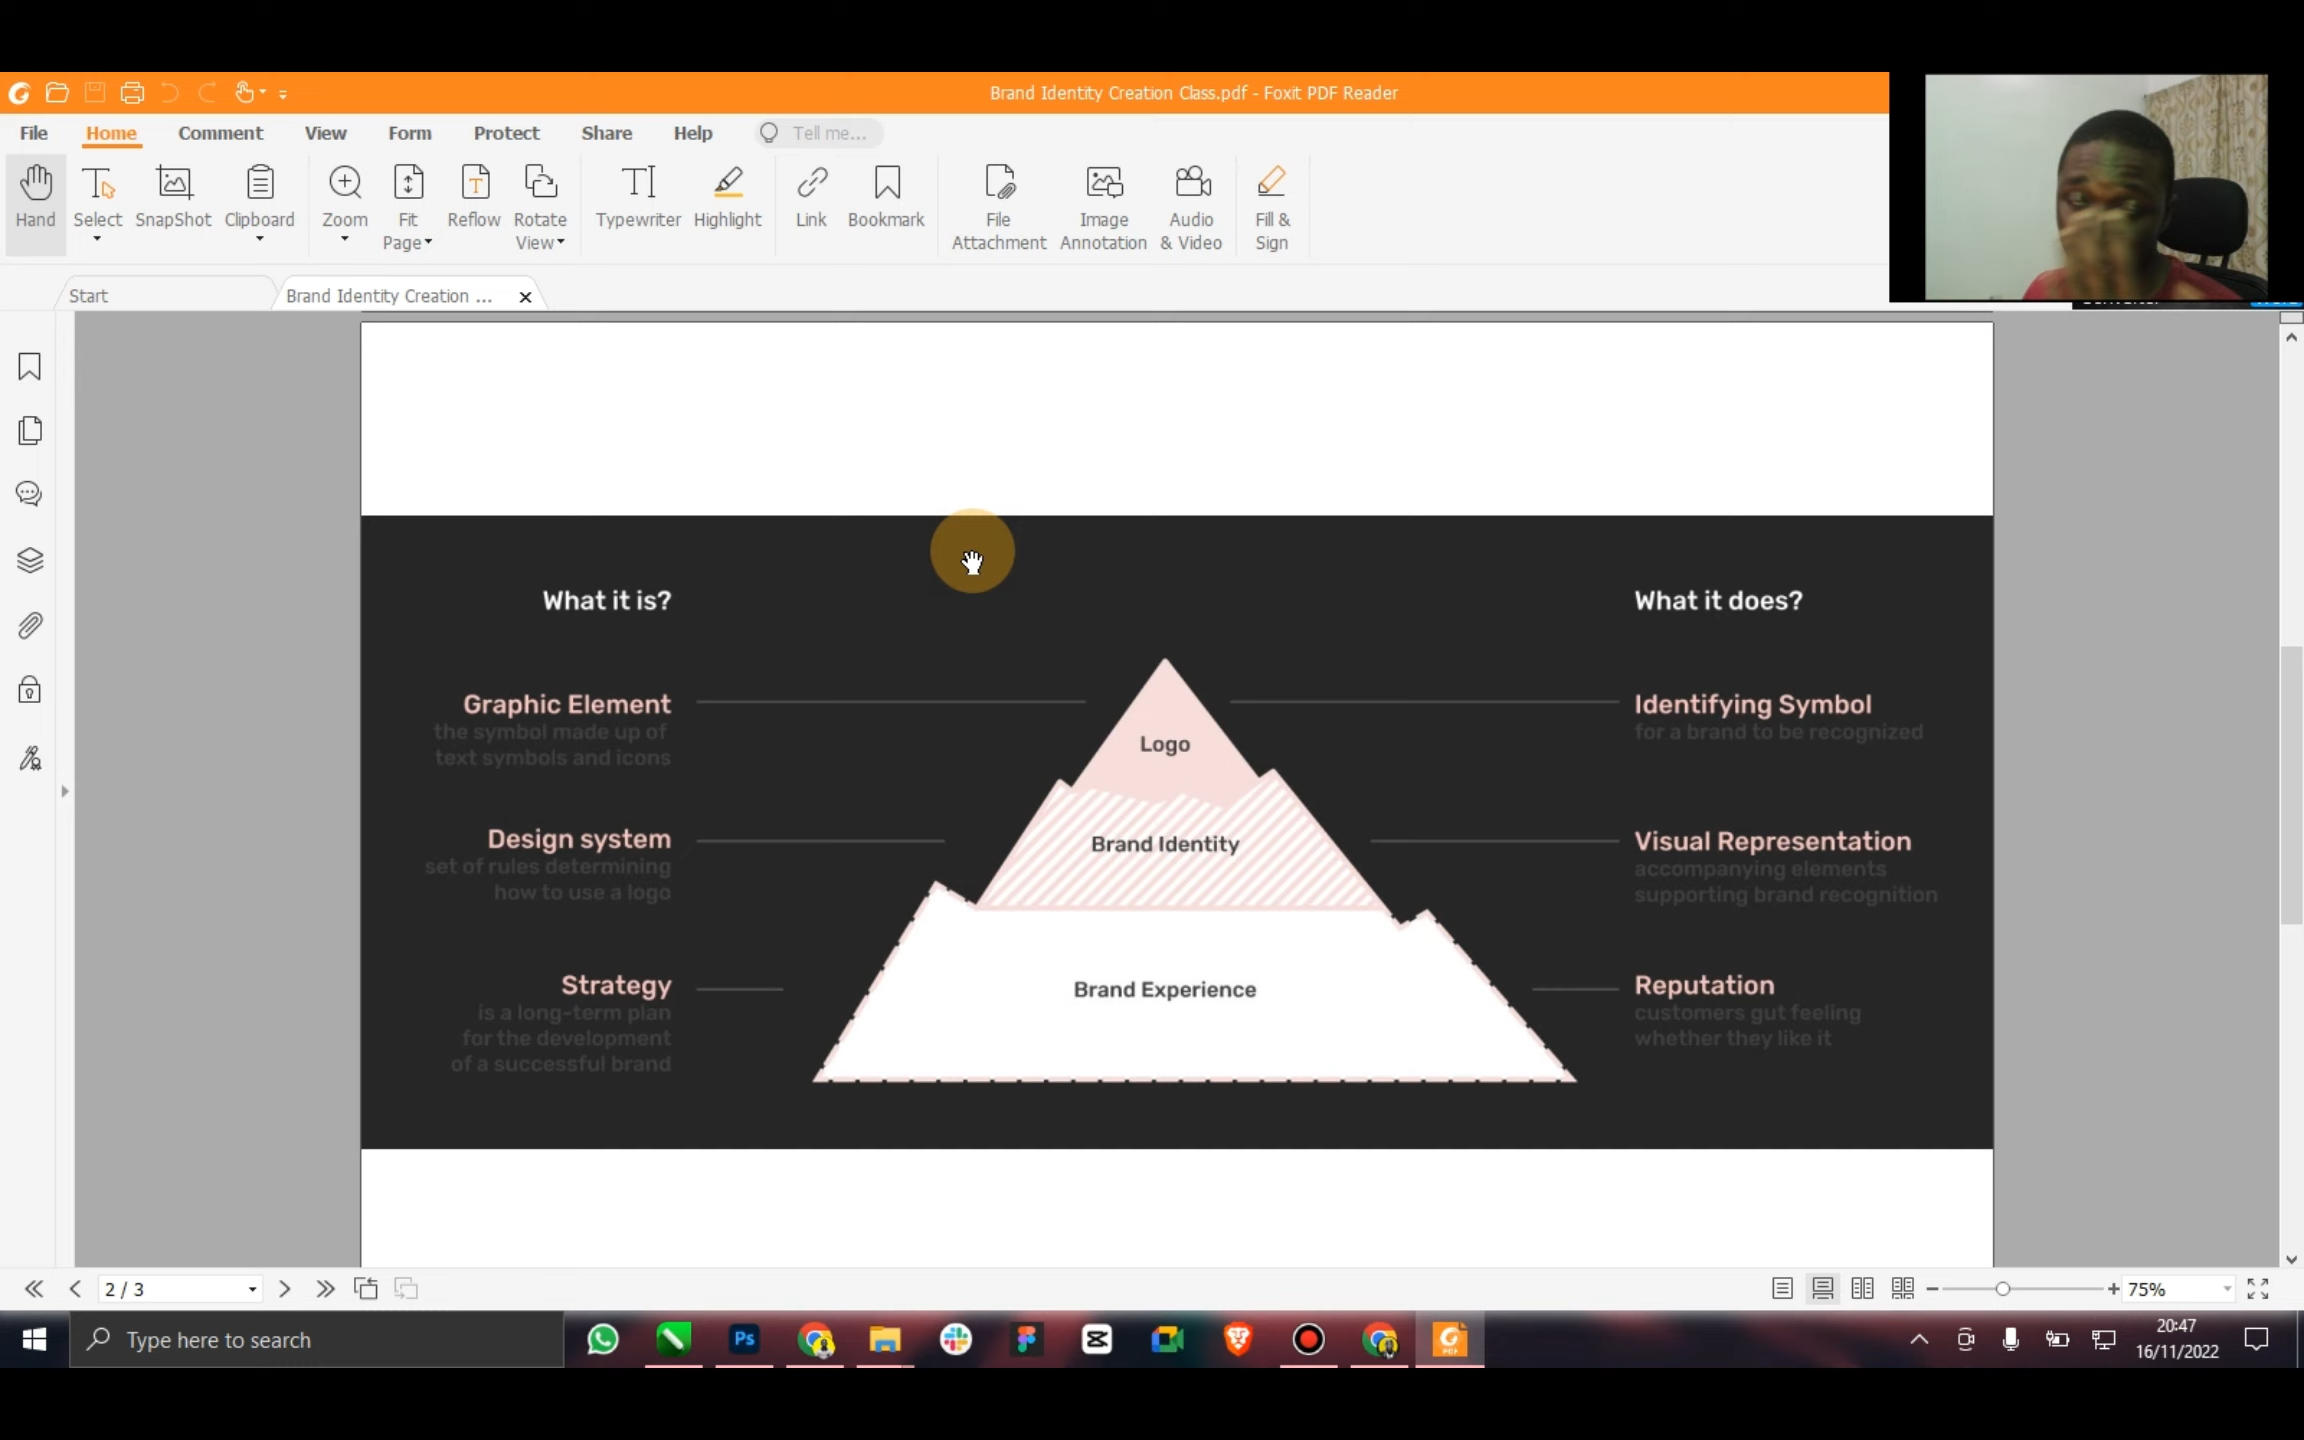 Brand Identity Creation Class.pdf - Foxit PDF Reader
File Home Comment View Form Protect Share Help Tell me...
Hand Select SnapShot Clipboard Zoom Fit Page Reflow Rotate View Typewriter Highlight Link Bookmark File Attachment Image Annotation Audio & Video Fill & Sign
Start Brand Identity Creation ...
What it is?
What it does?
Graphic Element
the symbol made up of
text symbols and icons
Logo
Identifying Symbol
for a brand to be recognized
Design system
set of rules determining
how to use a logo
Brand Identity
Visual Representation
accompanying elements
supporting brand recognition
Strategy
is a long-term plan
for the development
of a successful brand
Brand Experience
Reputation
customers gut feeling
whether they like it
2 / 3
75%
Type here to search
Ps
PDF
20:47
16/11/2022